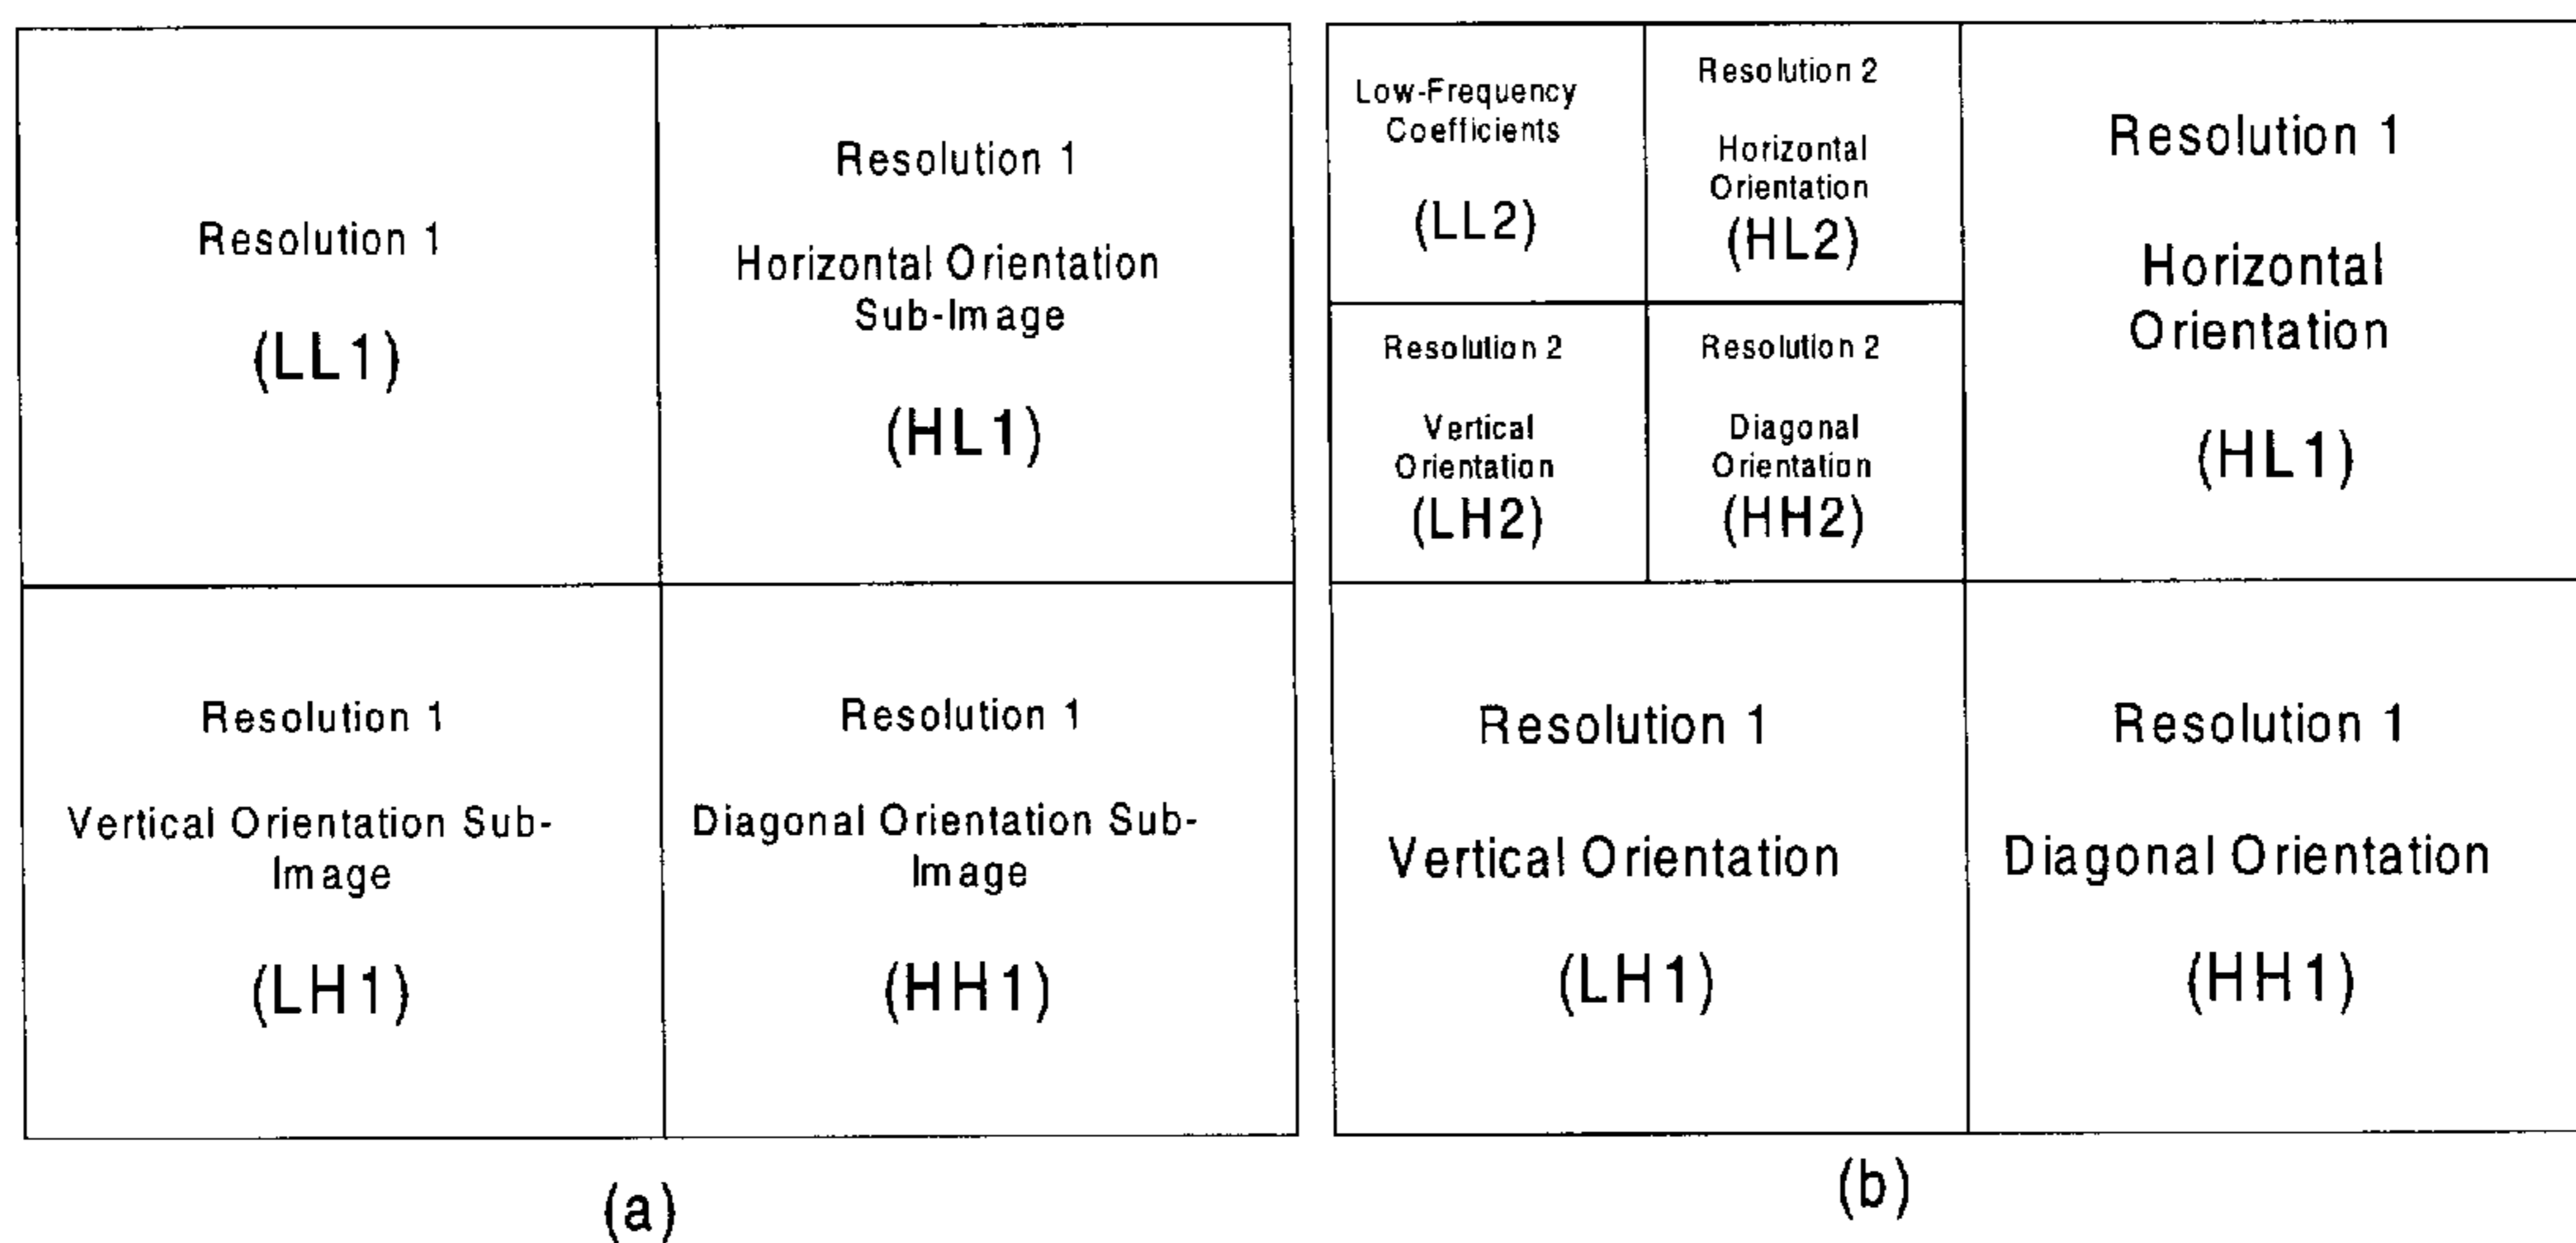 Resolution 1
(LL1)
Resolution 1
Horizontal Orientation
Sub-Image
(HL1)
Resolution 1
Vertical Orientation Sub-
Image
(LH1)
Resolution 1
Diagonal Orientation Sub-
Image
(HH1)
(a)
Low-Frequency
Coefficients
(LL2)
Resolution 2
Horizontal
Orientation
(HL2)
Resolution 2
Vertical
Orientation
(LH2)
Resolution 2
Diagonal
Orientation
(HH2)
Resolution 1
Horizontal
Orientation
(HL1)
Resolution 1
Vertical Orientation
(LH1)
Resolution 1
Diagonal Orientation
(HH1)
(b)